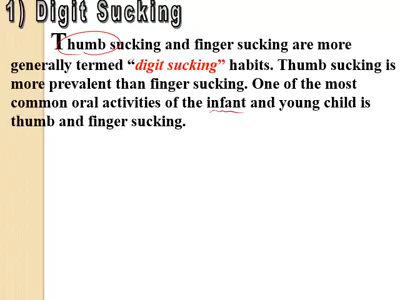 1) Digit Sucking
Thumb sucking and finger sucking are more
generally termed “digit sucking” habits. Thumb sucking is
more prevalent than finger sucking. One of the most
common oral activities of the infant and young child is
thumb and finger sucking.